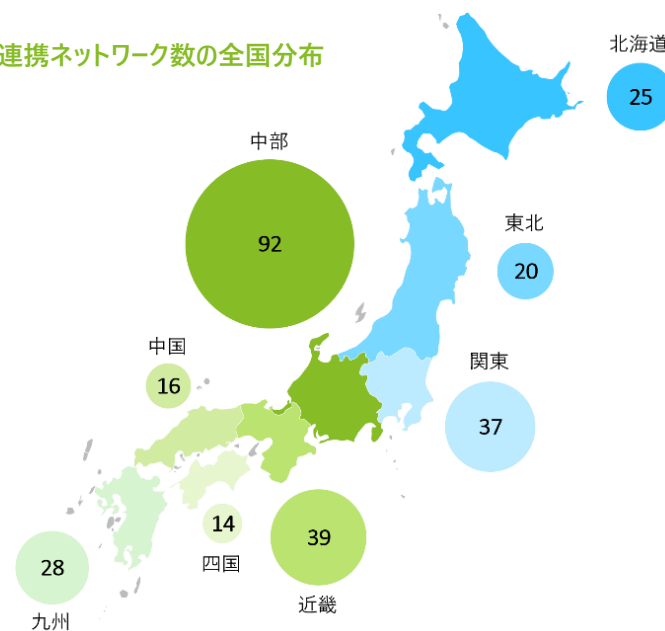 連携ネットワーク数の全国分布
北海道
25
中部
92
東北
20
中国
16
関東
37
14
四国
39
近畿
28
九州